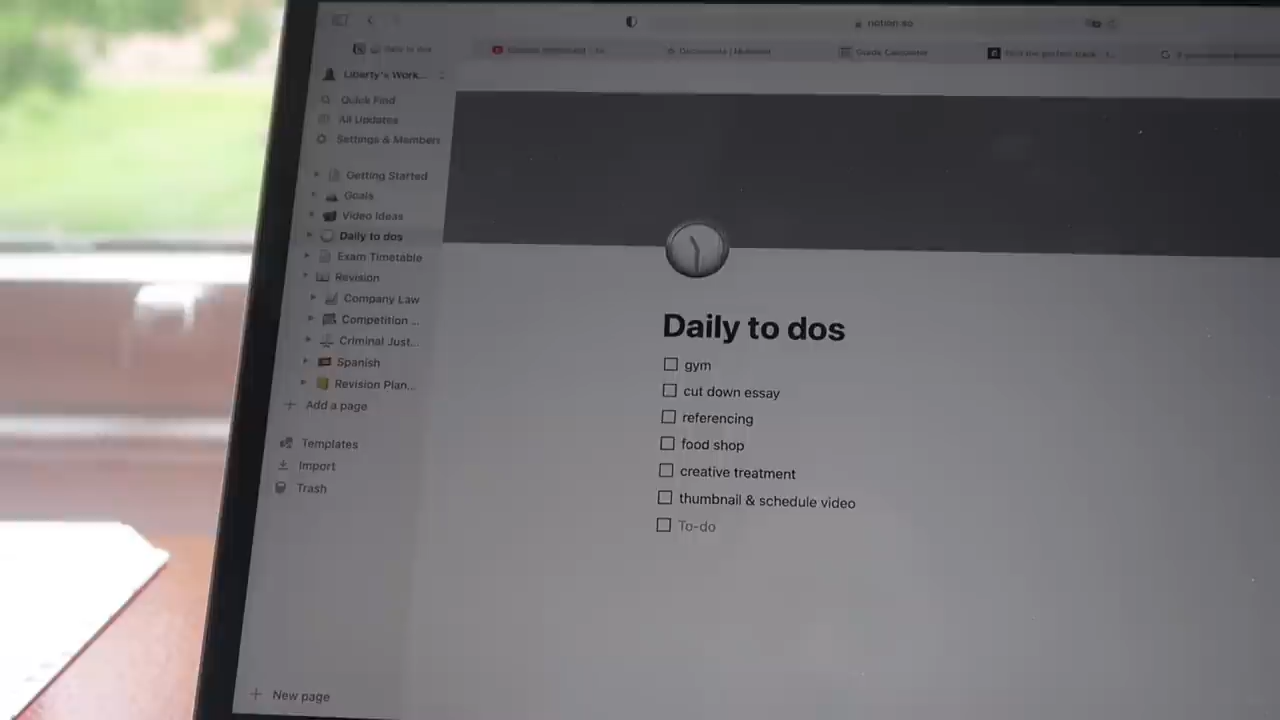 notion.so
Liberty's Work...
Quick Find
All Updates
Settings & Members
Getting Started
Goals
Video Ideas
Daily to dos
Exam Timetable
Revision
Company Law
Competition ...
Criminal Just...
Spanish
Revision Plan...
Add a page
Templates
Import
Trash
New page
Daily to dos
gym
cut down essay
referencing
food shop
creative treatment
thumbnail & schedule video
To-do